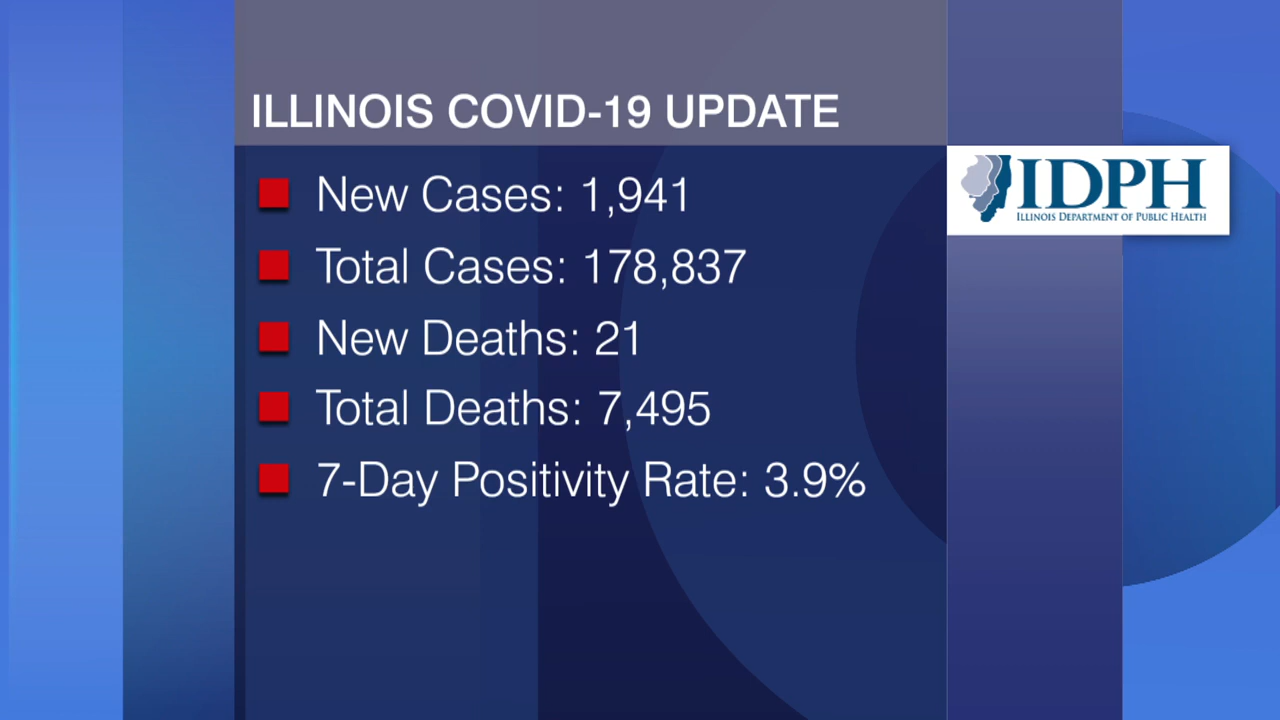 ILLINOIS COVID-19 UPDATE
New Cases: 1,941
Total Cases: 178,837
New Deaths: 21
Total Deaths: 7,495
7-Day Positivity Rate: 3.9%
IDPH
ILLINOIS DEPARTMENT OF PUBLIC HEALTH